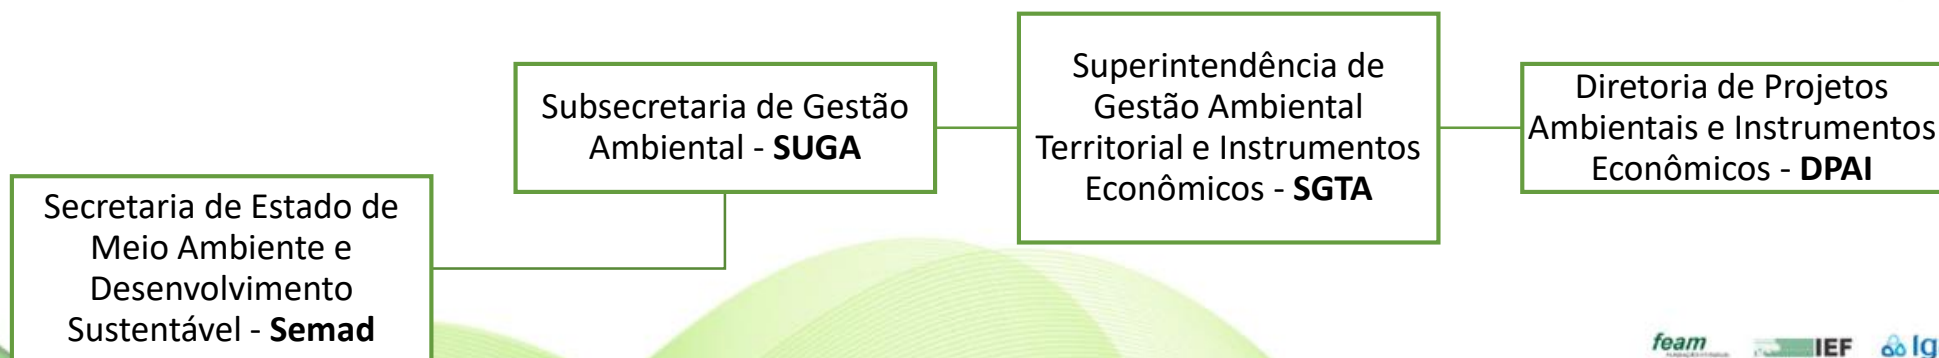 Secretaria de Estado de
Meio Ambiente e
Desenvolvimento
Sustentável - Semad
Subsecretaria de Gestão
Ambiental - SUGA
Superintendência de
Gestão Ambiental
Territorial e Instrumentos
Econômicos - SGTA
Diretoria de Projetos
Ambientais e Instrumentos
Econômicos - DPAI
feam
IEF
Ig